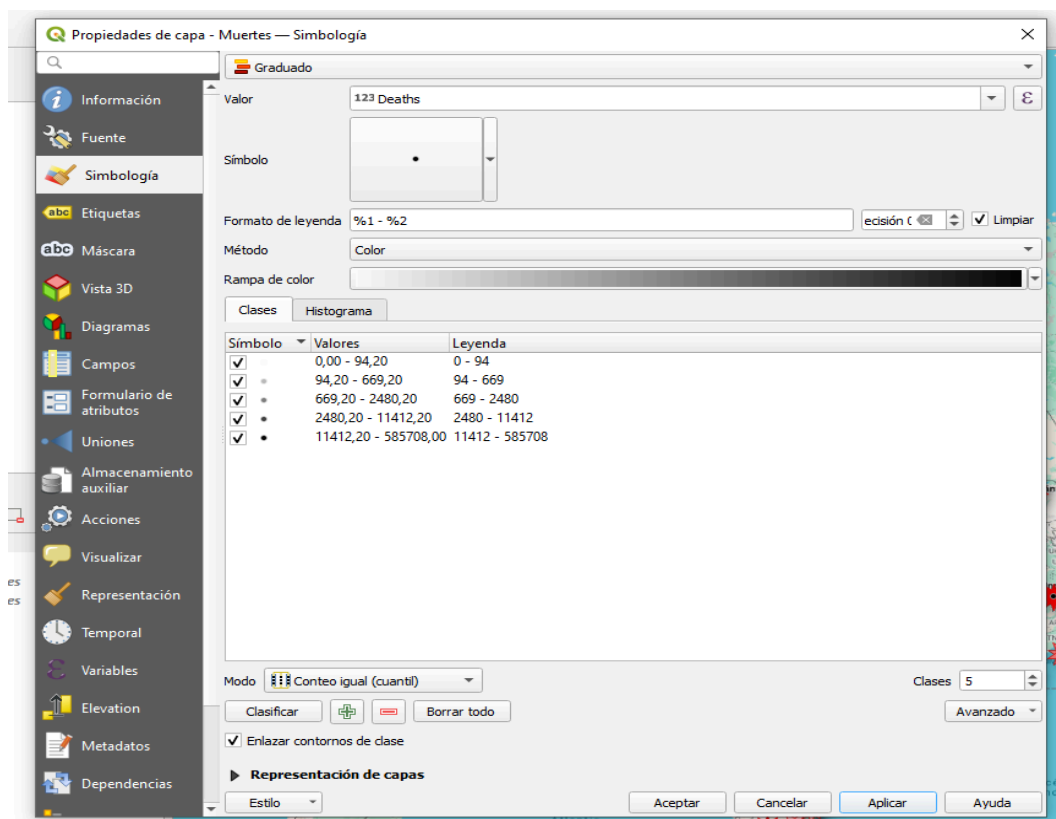 Propiedades de capa - Muertes — Simbología
Graduado
Información
Valor
123 Deaths
ε
Fuente
Simbología
Símbolo
abc Etiquetas
Formato de leyenda
%1 - %2
ecisión
Limpiar
abc Máscara
Método
Color
Vista 3D
Rampa de color
Clases
Histograma
Diagramas
Símbolo
Valores
Leyenda
Campos
0,00 - 94,20
0 - 94
94,20 - 669,20
94 - 669
Formulario de
atributos
669,20 - 2480,20
669 - 2480
2480,20 - 11412,20
2480 - 11412
Uniones
11412,20 - 585708,00
11412 - 585708
Almacenamiento
auxiliar
Acciones
Visualizar
es
Representación
es
Temporal
Variables
Modo
Conteo igual (cuantil)
Clases
5
Elevation
Clasificar
Borrar todo
Avanzado
Metadatos
Enlazar contornos de clase
Representación de capas
Dependencias
Estilo
Aceptar
Cancelar
Aplicar
Ayuda